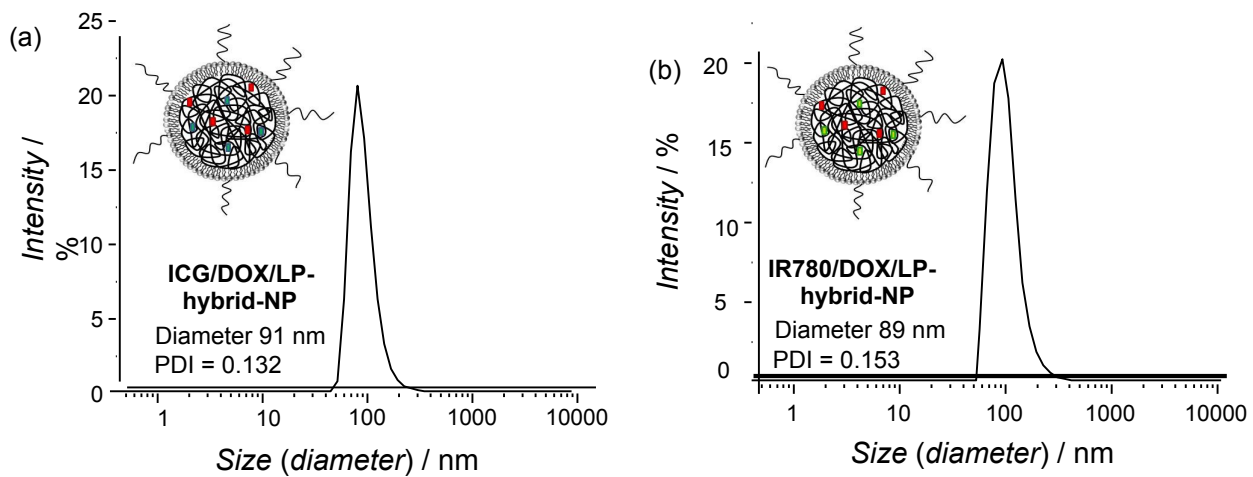 (a)
25
20
15
10
5
0
Intensity /
%
ICG/DOX/LP-
hybrid-NP
Diameter 91 nm
PDI = 0.132
1 10 100 1000 10000
Size (diameter) / nm
(b)
20
15
10
5
0
Intensity / %
IR780/DOX/LP-
hybrid-NP
Diameter 89 nm
PDI = 0.153
1 10 100 1000 10000
Size (diameter) / nm